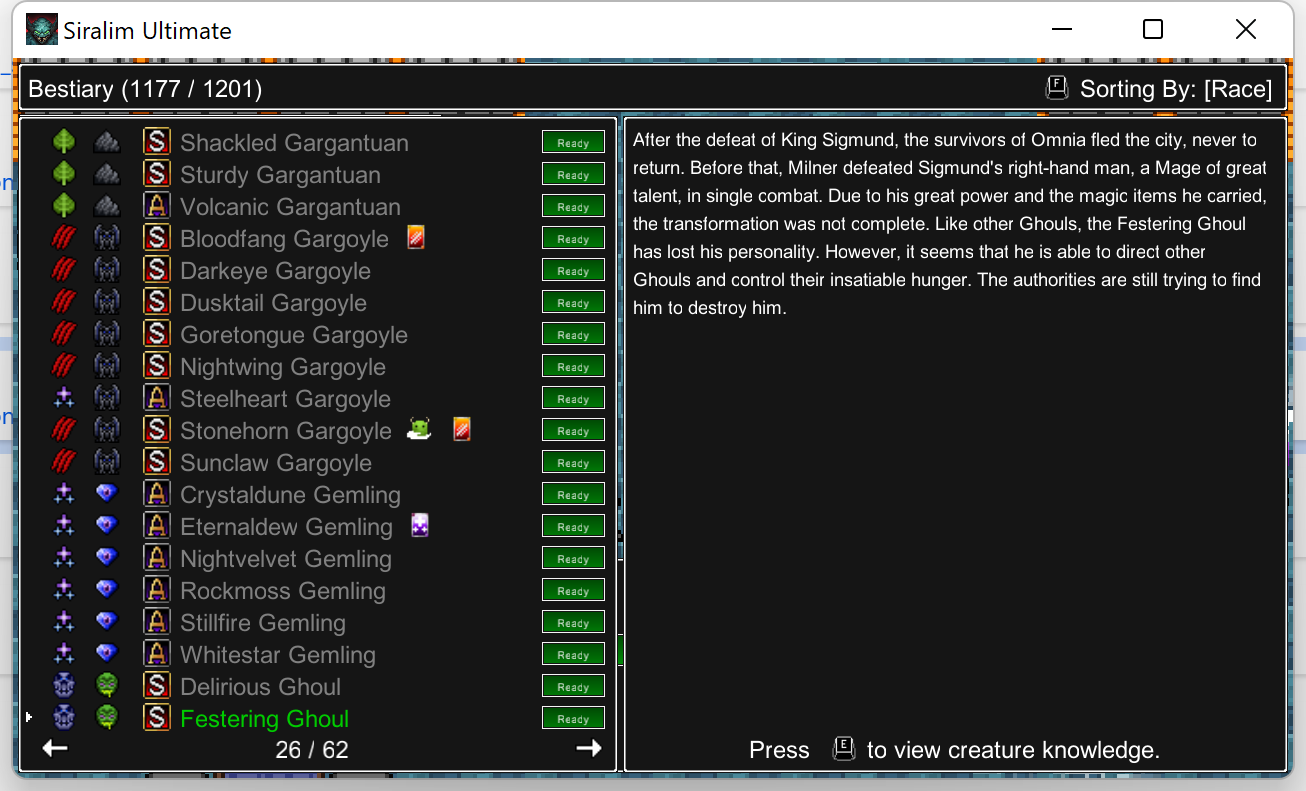 Siralim Ultimate
Bestiary (1177 / 1201)
F Sorting By: [Race]
S Shackled Gargantuan Ready
S Sturdy Gargantuan Ready
A Volcanic Gargantuan Ready
S Bloodfang Gargoyle Ready
S Darkeye Gargoyle Ready
S Dusktail Gargoyle Ready
S Goretongue Gargoyle Ready
S Nightwing Gargoyle Ready
A Steelheart Gargoyle Ready
S Stonehorn Gargoyle Ready
S Sunclaw Gargoyle Ready
A Crystaldune Gemling Ready
A Eternaldew Gemling Ready
A Nightvelvet Gemling Ready
A Rockmoss Gemling Ready
A Stillfire Gemling Ready
A Whitestar Gemling Ready
S Delirious Ghoul Ready
S Festering Ghoul Ready
26 / 62
After the defeat of King Sigmund, the survivors of Omnia fled the city, never to
return. Before that, Milner defeated Sigmund's right-hand man, a Mage of great
talent, in single combat. Due to his great power and the magic items he carried,
the transformation was not complete. Like other Ghouls, the Festering Ghoul
has lost his personality. However, it seems that he is able to direct other
Ghouls and control their insatiable hunger. The authorities are still trying to find
him to destroy him.
Press E to view creature knowledge.